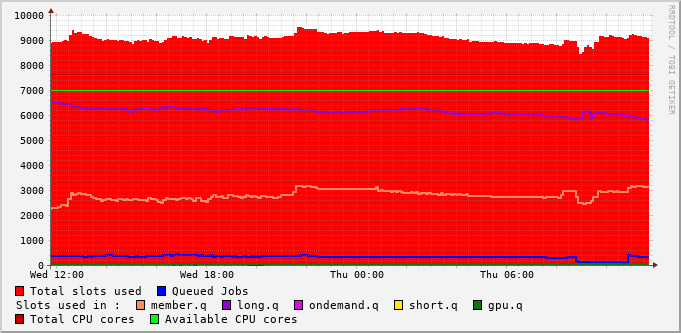 10000
9000
8000
7000
6000
5000
4000
3000
2000
1000
0
Wed 12:00 Wed 18:00 Thu 00:00 Thu 06:00
Total slots used Queued Jobs
Slots used in : member.q long.q ondemand.q short.q gpu.q
Total CPU cores Available CPU cores
RRDTOOL / TOBI OETIKER